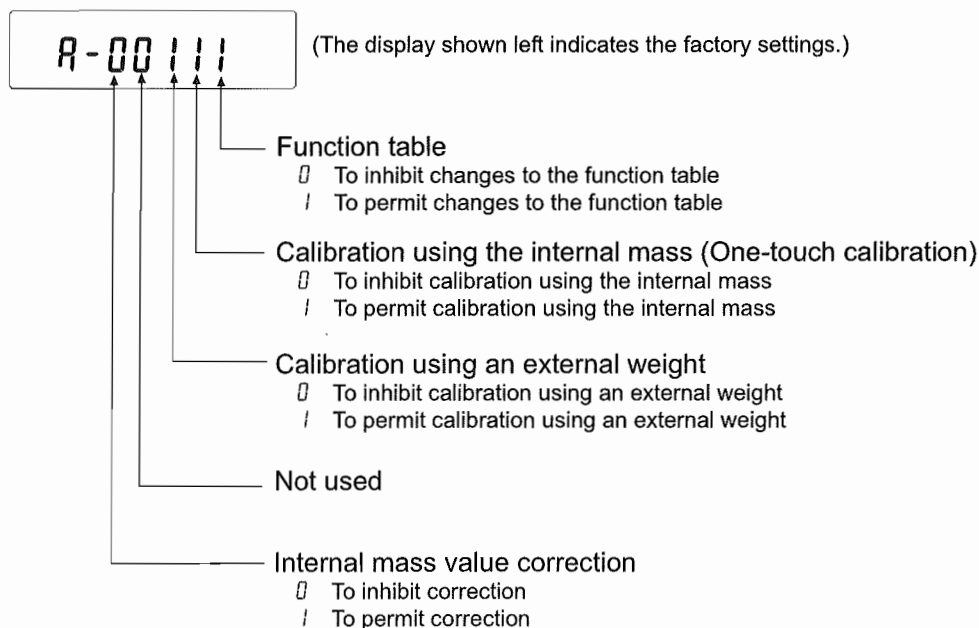 A-00111
(The display shown left indicates the factory settings.)
Function table
0 To inhibit changes to the function table
1 To permit changes to the function table
Calibration using the internal mass (One-touch calibration)
0 To inhibit calibration using the internal mass
1 To permit calibration using the internal mass
Calibration using an external weight
0 To inhibit calibration using an external weight
1 To permit calibration using an external weight
Not used
Internal mass value correction
0 To inhibit correction
1 To permit correction